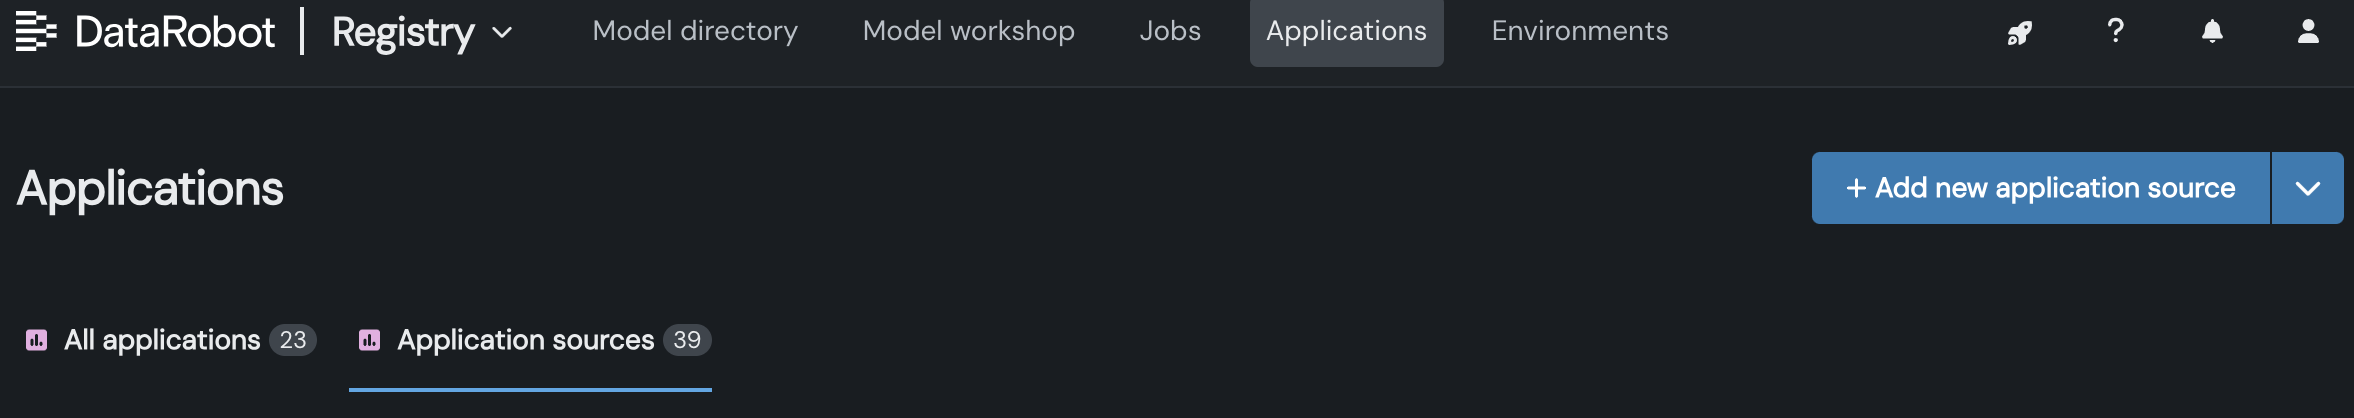 DataRobot | Registry Model directory Model workshop Jobs Applications Environments ?
Applications
+ Add new application source
All applications 23 Application sources 39